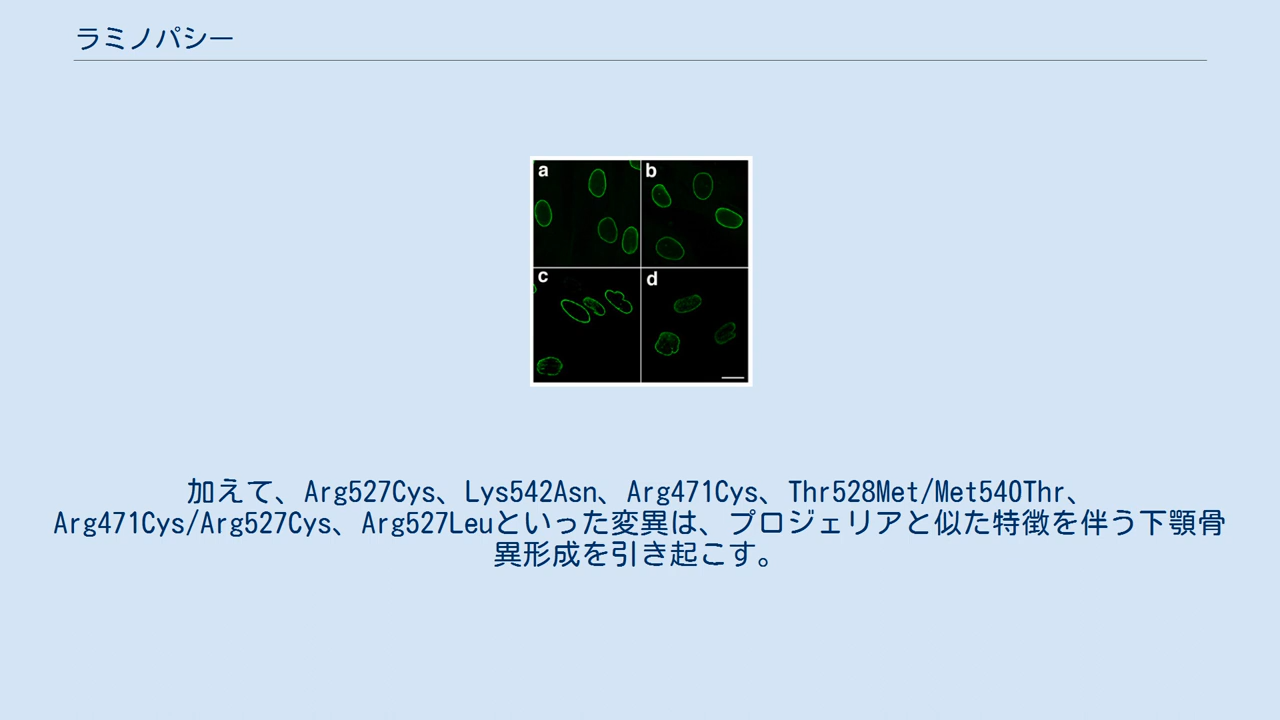 ラミノパシー
a
b
c
d
加えて、Arg527Cys、Lys542Asn、Arg471Cys、Thr528Met/Met540Thr、
Arg471Cys/Arg527Cys、Arg527Leuといった変異は、プロジェリアと似た特徴を伴う下顎骨
異形成を引き起こす。